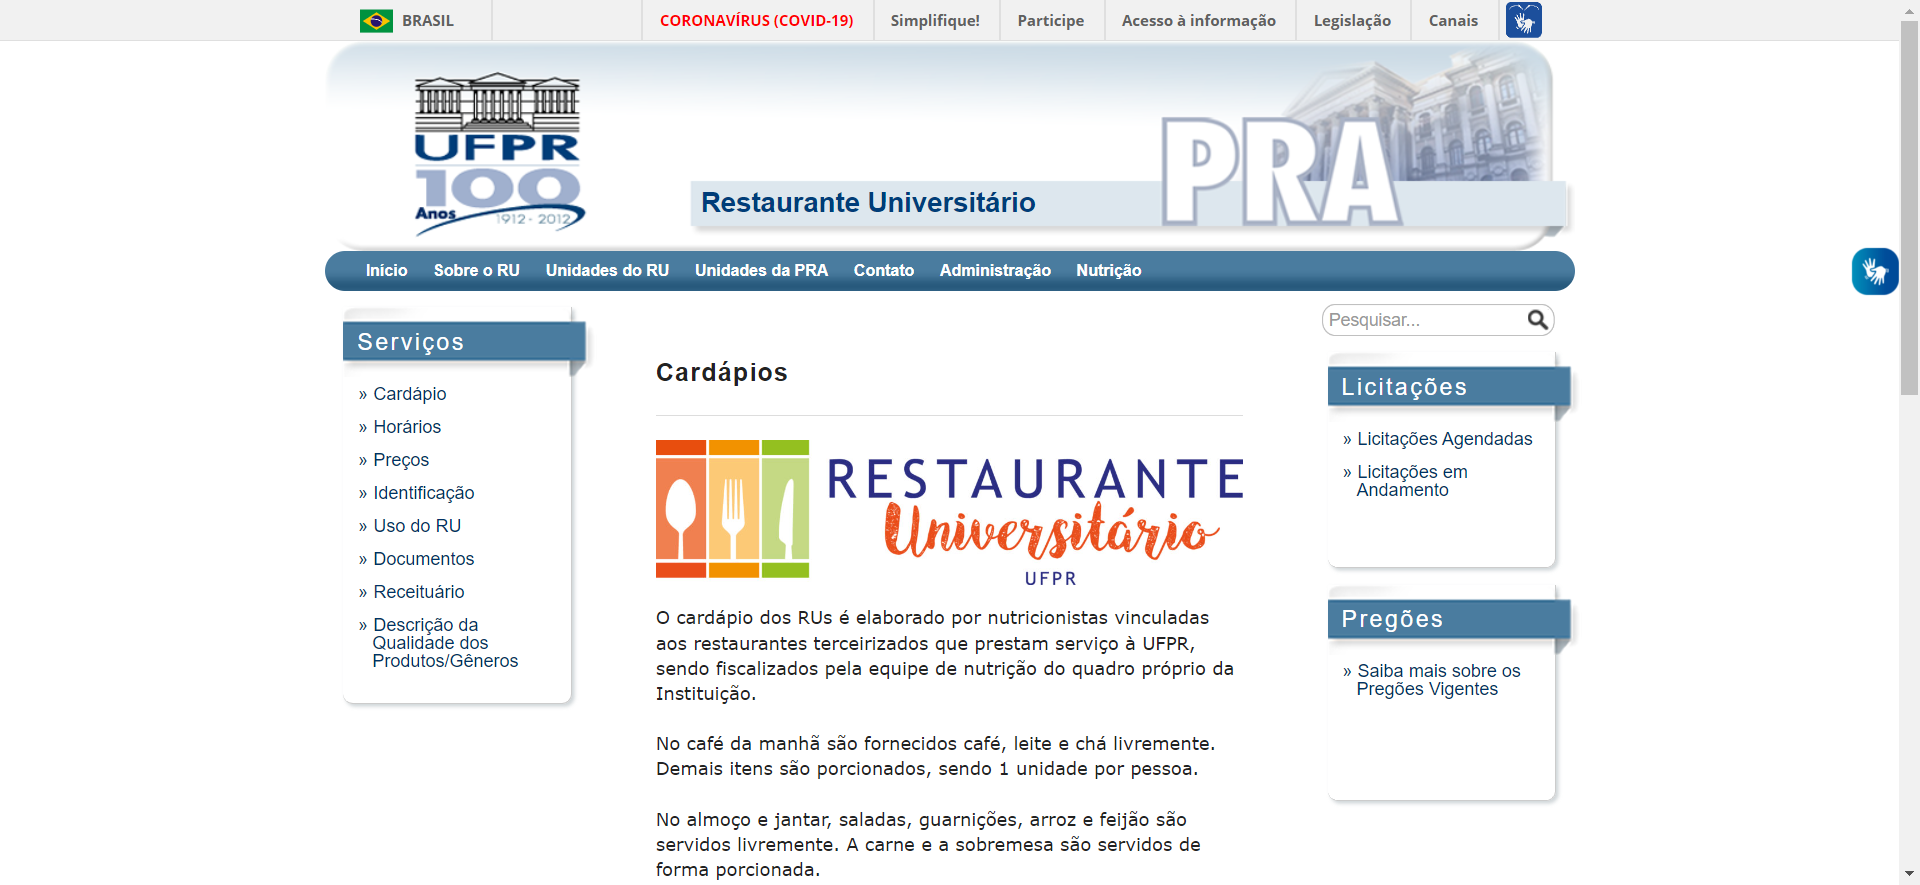 BRASIL
CORONAVÍRUS (COVID-19)
Simplifique!
Participe
Acesso à informação
Legislação
Canais
UFPR
100
Anos
1912 - 2012
PRA
Restaurante Universitário
Início
Sobre o RU
Unidades do RU
Unidades da PRA
Contato
Administração
Nutrição
Serviços
» Cardápio
» Horários
» Preços
» Identificação
» Uso do RU
» Documentos
» Receituário
» Descrição da
Qualidade dos
Produtos/Gêneros
Cardápios
RESTAURANTE
Universitário
UFPR
O cardápio dos RUs é elaborado por nutricionistas vinculadas
aos restaurantes terceirizados que prestam serviço à UFPR,
sendo fiscalizados pela equipe de nutrição do quadro próprio da
Instituição.
No café da manhã são fornecidos café, leite e chá livremente.
Demais itens são porcionados, sendo 1 unidade por pessoa.
No almoço e jantar, saladas, guarnições, arroz e feijão são
servidos livremente. A carne e a sobremesa são servidos de
forma porcionada.
Pesquisar...
Licitações
» Licitações Agendadas
» Licitações em
Andamento
Pregões
» Saiba mais sobre os
Pregões Vigentes